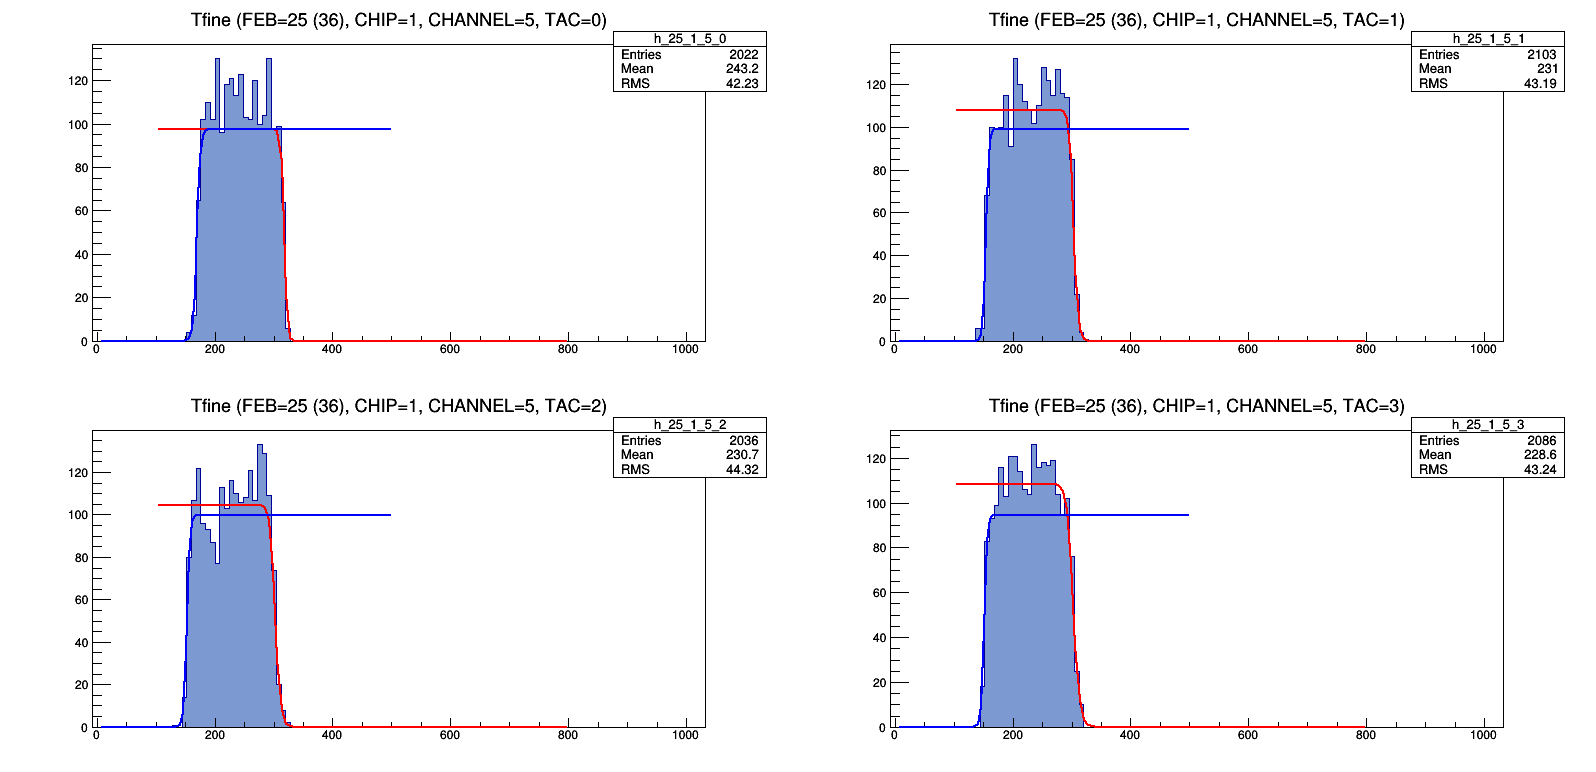 Tfine (FEB=25 (36), CHIP=1, CHANNEL=5, TAC=0)
h_25_1_5_0
Entries 2022
Mean 243.2
RMS 42.23
120
100
80
60
40
20
0
0 200 400 600 800 1000
Tfine (FEB=25 (36), CHIP=1, CHANNEL=5, TAC=1)
h_25_1_5_1
Entries 2103
Mean 231
RMS 43.19
120
100
80
60
40
20
0
0 200 400 600 800 1000
Tfine (FEB=25 (36), CHIP=1, CHANNEL=5, TAC=2)
h_25_1_5_2
Entries 2036
Mean 230.7
RMS 44.32
120
100
80
60
40
20
0
0 200 400 600 800 1000
Tfine (FEB=25 (36), CHIP=1, CHANNEL=5, TAC=3)
h_25_1_5_3
Entries 2086
Mean 228.6
RMS 43.24
120
100
80
60
40
20
0
0 200 400 600 800 1000